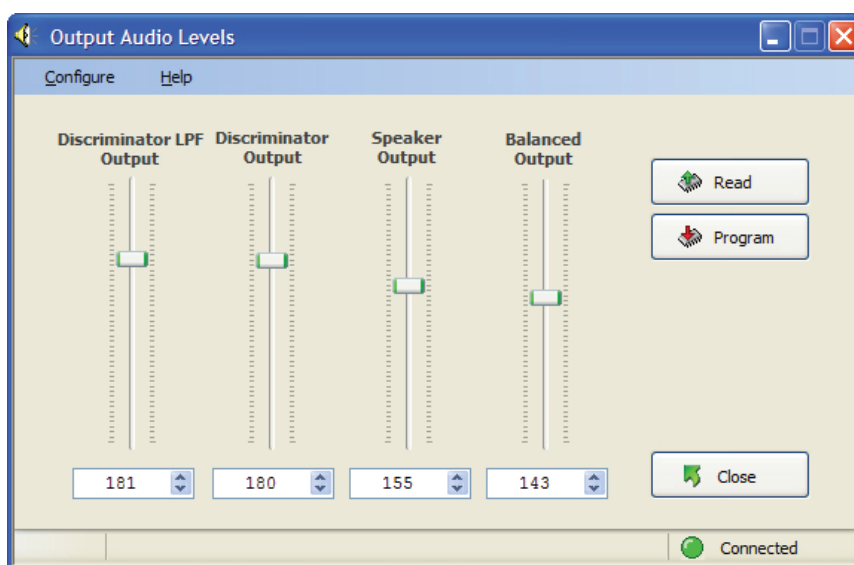 Output Audio Levels
Configure Help
Discriminator LPF Output
Discriminator Output
Speaker Output
Balanced Output
Read
Program
181 180 155 143
Close
Connected